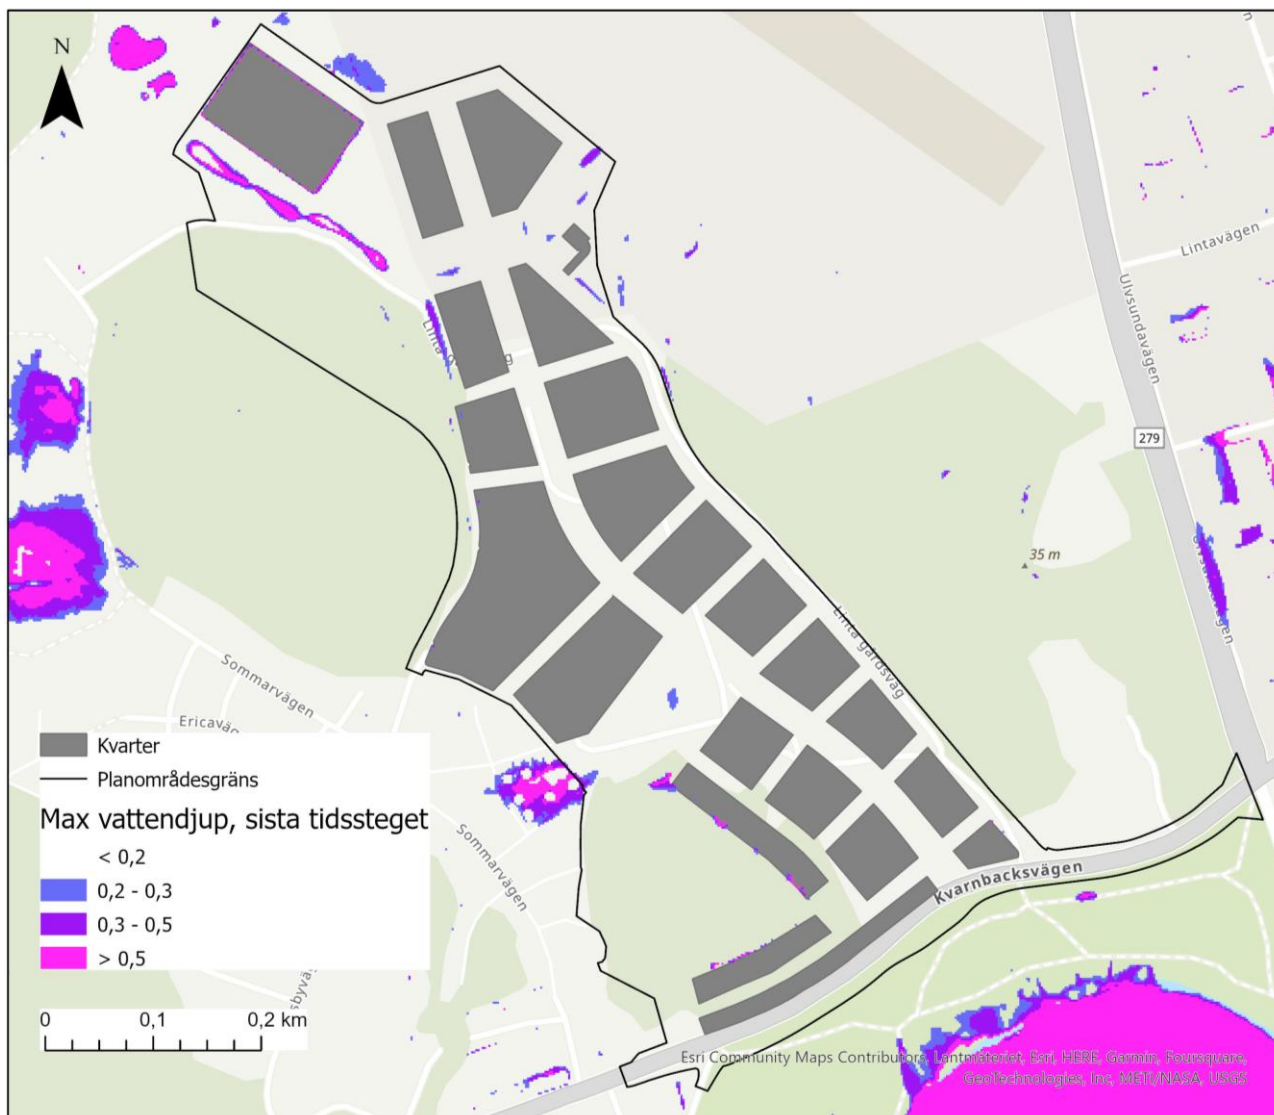 N
Lintavägen
Ulvsundavägen
279
35 m
Linta gårdsväg
Sommarvägen
Sommarvägen
Kvarnbacksvägen
Kvarter
Planområdesgräns
Max vattendjup, sista tidssteget
< 0,2
0,2 - 0,3
0,3 - 0,5
> 0,5
0 0,1 0,2 km
Esri Community Maps Contributors, Lantmäteriet, Esri, HERE, Garmin, Foursquare,
GeoTechnologies, Inc, METI/NASA, USGS